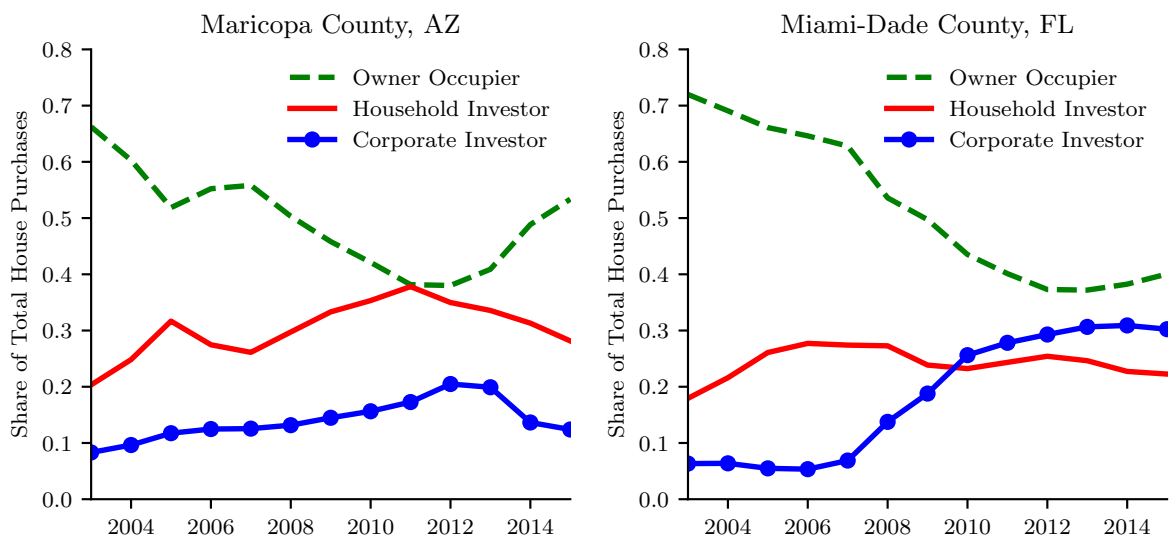 Maricopa County, AZ
Share of Total House Purchases
0.8
0.7
0.6
0.5
0.4
0.3
0.2
0.1
0.0
Owner Occupier
Household Investor
Corporate Investor
2004 2006 2008 2010 2012 2014
Miami-Dade County, FL
Share of Total House Purchases
0.8
0.7
0.6
0.5
0.4
0.3
0.2
0.1
0.0
Owner Occupier
Household Investor
Corporate Investor
2004 2006 2008 2010 2012 2014